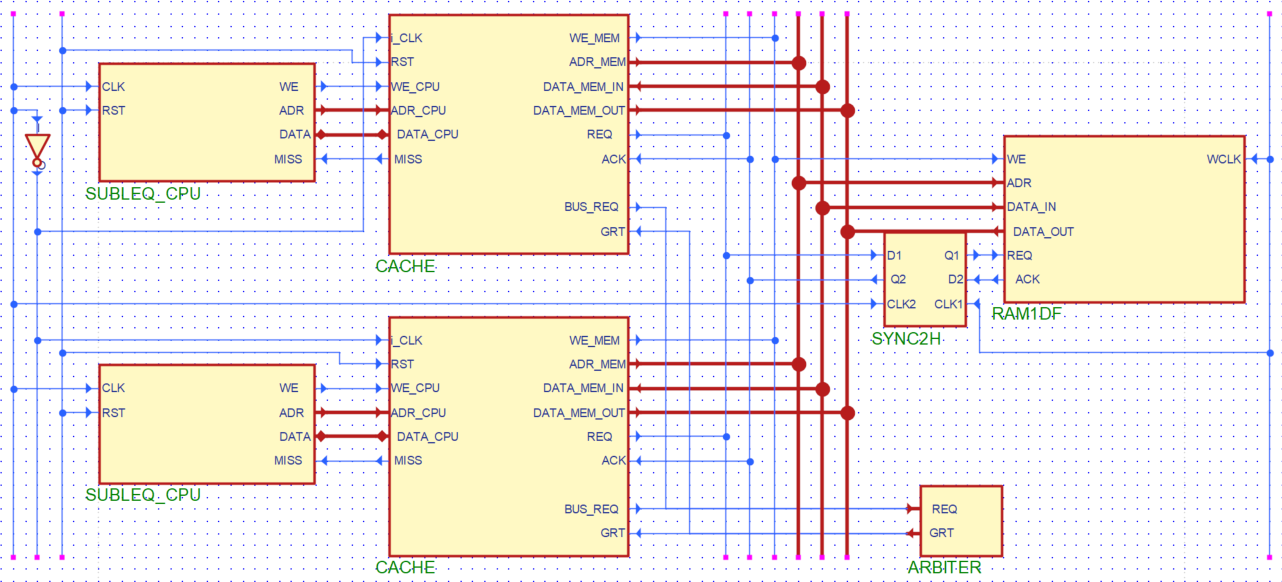 i_CLK WE_MEM
RST ADR_MEM
CLK WE WE_CPU DATA_MEM_IN
RST ADR ADR_CPU DATA_MEM_OUT
DATA DATA_CPU REQ
MISS MISS ACK WE WCLK
ADR
SUBLEQ_CPU
BUS_REQ DATA_IN
GRT DATA_OUT
D1 Q1 REQ
CACHE
Q2 D2 ACK
CLK2 CLK1
RAM1DF
SYNC2H
i_CLK WE_MEM
RST ADR_MEM
CLK WE WE_CPU DATA_MEM_IN
RST ADR ADR_CPU DATA_MEM_OUT
DATA DATA_CPU REQ
MISS MISS ACK
SUBLEQ_CPU
BUS_REQ REQ
GRT GRT
CACHE ARBITER